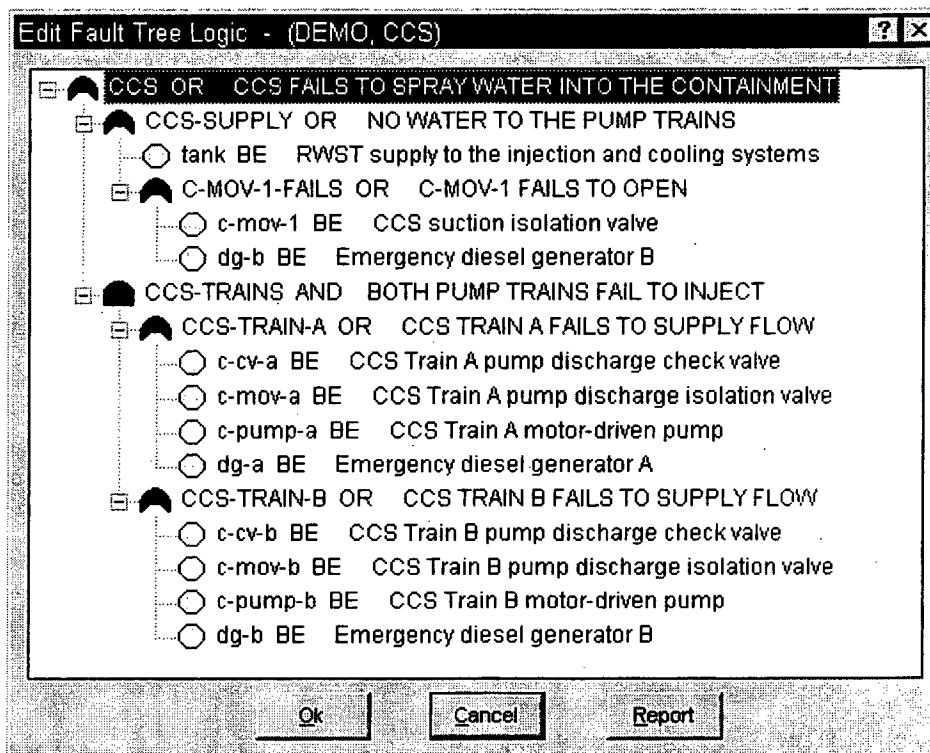 Edit Fault Tree Logic - (DEMO, CCS)
CCS OR CCS FAILS TO SPRAY WATER INTO THE CONTAINMENT
CCS-SUPPLY OR NO WATER TO THE PUMP TRAINS
tank BE RWST supply to the injection and cooling systems
C-MOV-1-FAILS OR C-MOV-1 FAILS TO OPEN
c-mov-1 BE CCS suction isolation valve
dg-b BE Emergency diesel generator B
CCS-TRAINS AND BOTH PUMP TRAINS FAIL TO INJECT
CCS-TRAIN-A OR CCS TRAIN A FAILS TO SUPPLY FLOW
c-cv-a BE CCS Train A pump discharge check valve
c-mov-a BE CCS Train A pump discharge isolation valve
c-pump-a BE CCS Train A motor-driven pump
dg-a BE Emergency diesel generator A
CCS-TRAIN-B OR CCS TRAIN B FAILS TO SUPPLY FLOW
c-cv-b BE CCS Train B pump discharge check valve
c-mov-b BE CCS Train B pump discharge isolation valve
c-pump-b BE CCS Train B motor-driven pump
dg-b BE Emergency diesel generator B
Ok Cancel Report